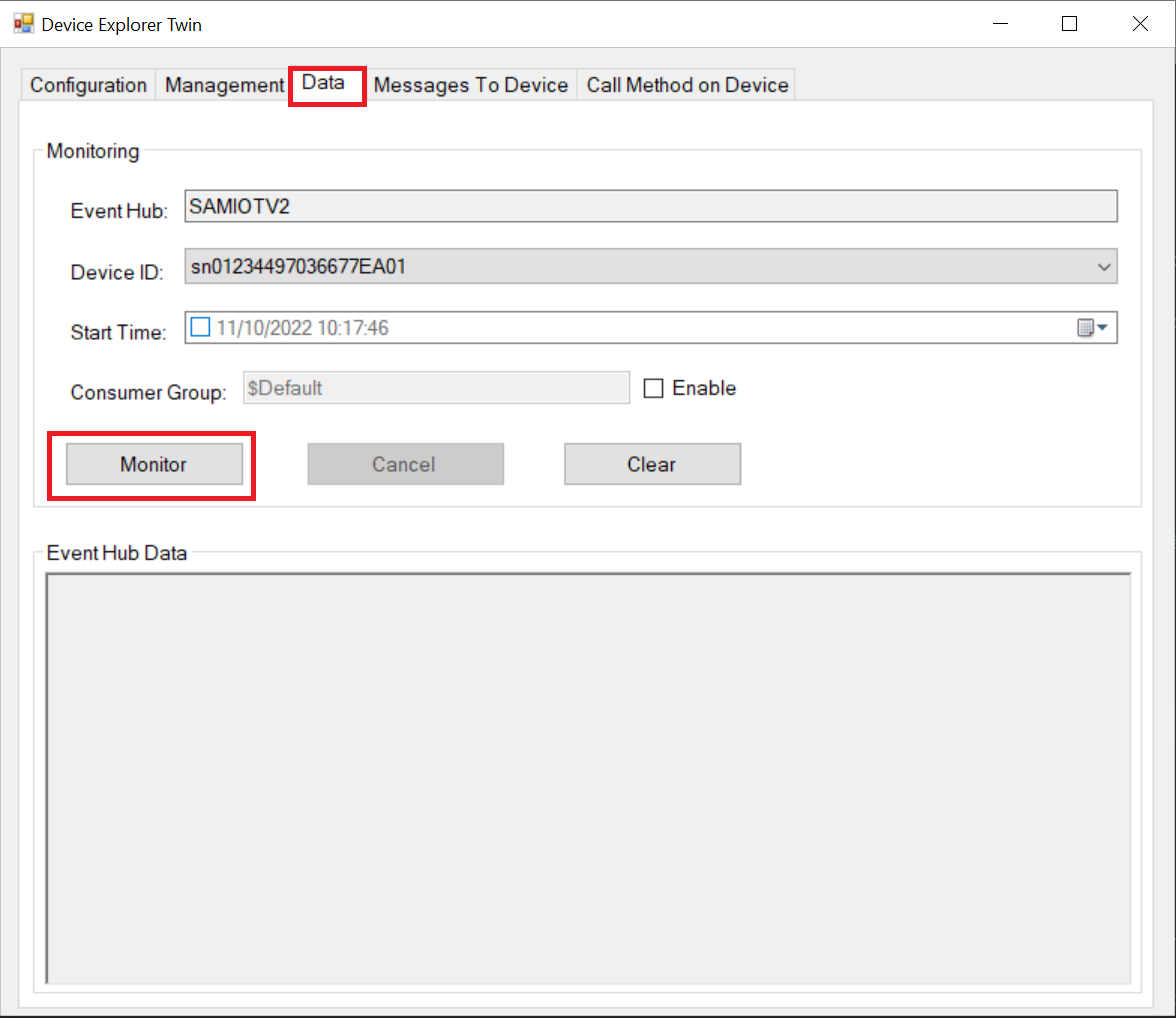 Device Explorer Twin
Configuration Management Data Messages To Device Call Method on Device
Monitoring
Event Hub: SAMIOTV2
Device ID: sn01234497036677EA01
Start Time: 11/10/2022 10:17:46
Consumer Group: $Default Enable
Monitor Cancel Clear
Event Hub Data